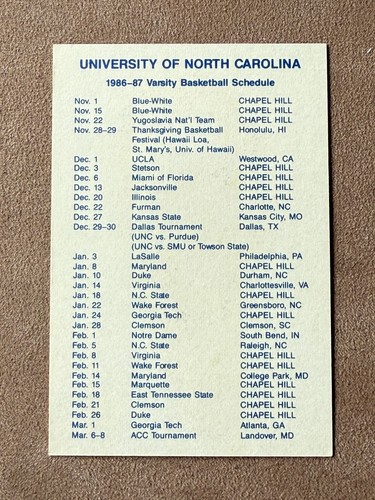 UNIVERSITY OF NORTH CAROLINA
1986-87 Varsity Basketball Schedule
Nov. 1 Blue-White CHAPEL HILL
Nov. 15 Blue-White CHAPEL HILL
Nov. 22 Yugoslavia Nat'l Team CHAPEL HILL
Nov. 28-29 Thanksgiving Basketball Honolulu, HI
Festival (Hawaii Loa,
St. Mary's, Univ. of Hawaii)
Dec. 1 UCLA Westwood, CA
Dec. 3 Stetson CHAPEL HILL
Dec. 6 Miami of Florida CHAPEL HILL
Dec. 13 Jacksonville CHAPEL HILL
Dec. 20 Illinois CHAPEL HILL
Dec. 22 Furman Charlotte, NC
Dec. 27 Kansas State Kansas City, MO
Dec. 29-30 Dallas Tournament Dallas, TX
(UNC vs. Purdue)
(UNC vs. SMU or Towson State)
Jan. 3 LaSalle Philadelphia, PA
Jan. 8 Maryland CHAPEL HILL
Jan. 10 Duke Durham, NC
Jan. 14 Virginia Charlottesville, VA
Jan. 18 N.C. State CHAPEL HILL
Jan. 22 Wake Forest Greensboro, NC
Jan. 24 Georgia Tech CHAPEL HILL
Jan. 28 Clemson Clemson, SC
Feb. 1 Notre Dame South Bend, IN
Feb. 5 N.C. State Raleigh, NC
Feb. 8 Virginia CHAPEL HILL
Feb. 11 Wake Forest CHAPEL HILL
Feb. 14 Maryland College Park, MD
Feb. 15 Marquette CHAPEL HILL
Feb. 18 East Tennessee State CHAPEL HILL
Feb. 21 Clemson CHAPEL HILL
Feb. 26 Duke CHAPEL HILL
Mar. 1 Georgia Tech Atlanta, GA
Mar. 6-8 ACC Tournament Landover, MD